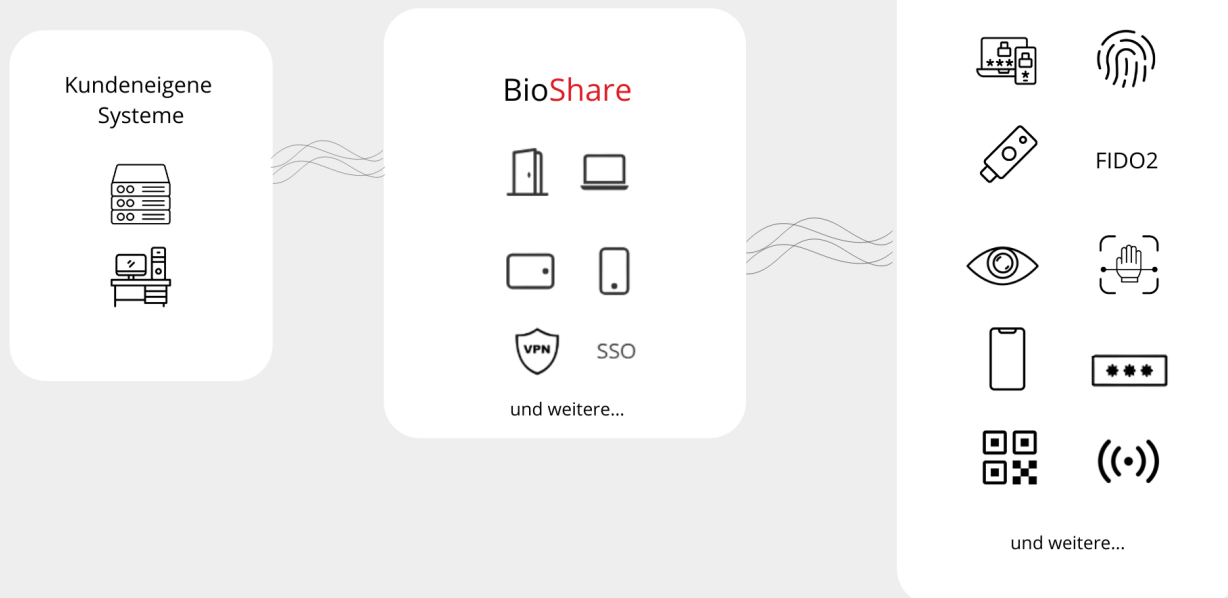 Kundeneigene
Systeme
BioShare
VPN
SSO
und weitere...
***
*
FIDO2
und weitere...